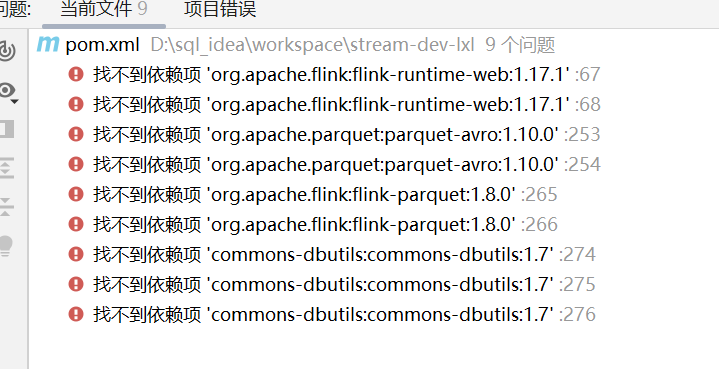 问题: 当前文件 9 项目错误
pom.xml D:\sql_idea\workspace\stream-dev-lxl 9 个问题
找不到依赖项 'org.apache.flink:flink-runtime-web:1.17.1' :67
找不到依赖项 'org.apache.flink:flink-runtime-web:1.17.1' :68
找不到依赖项 'org.apache.parquet:parquet-avro:1.10.0' :253
找不到依赖项 'org.apache.parquet:parquet-avro:1.10.0' :254
找不到依赖项 'org.apache.flink:flink-parquet:1.8.0' :265
找不到依赖项 'org.apache.flink:flink-parquet:1.8.0' :266
找不到依赖项 'commons-dbutils:commons-dbutils:1.7' :274
找不到依赖项 'commons-dbutils:commons-dbutils:1.7' :275
找不到依赖项 'commons-dbutils:commons-dbutils:1.7' :276